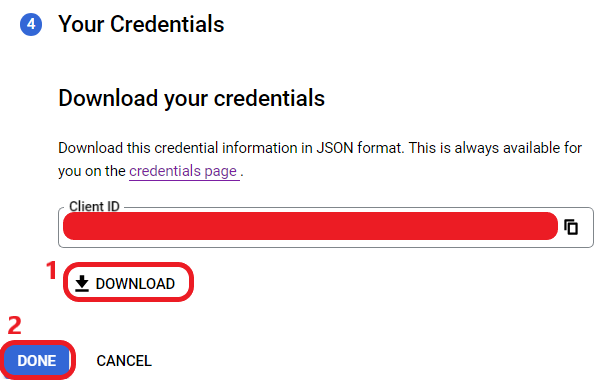 4 Your Credentials
Download your credentials
Download this credential information in JSON format. This is always available for
you on the credentials page .
Client ID
1 DOWNLOAD
2
DONE CANCEL